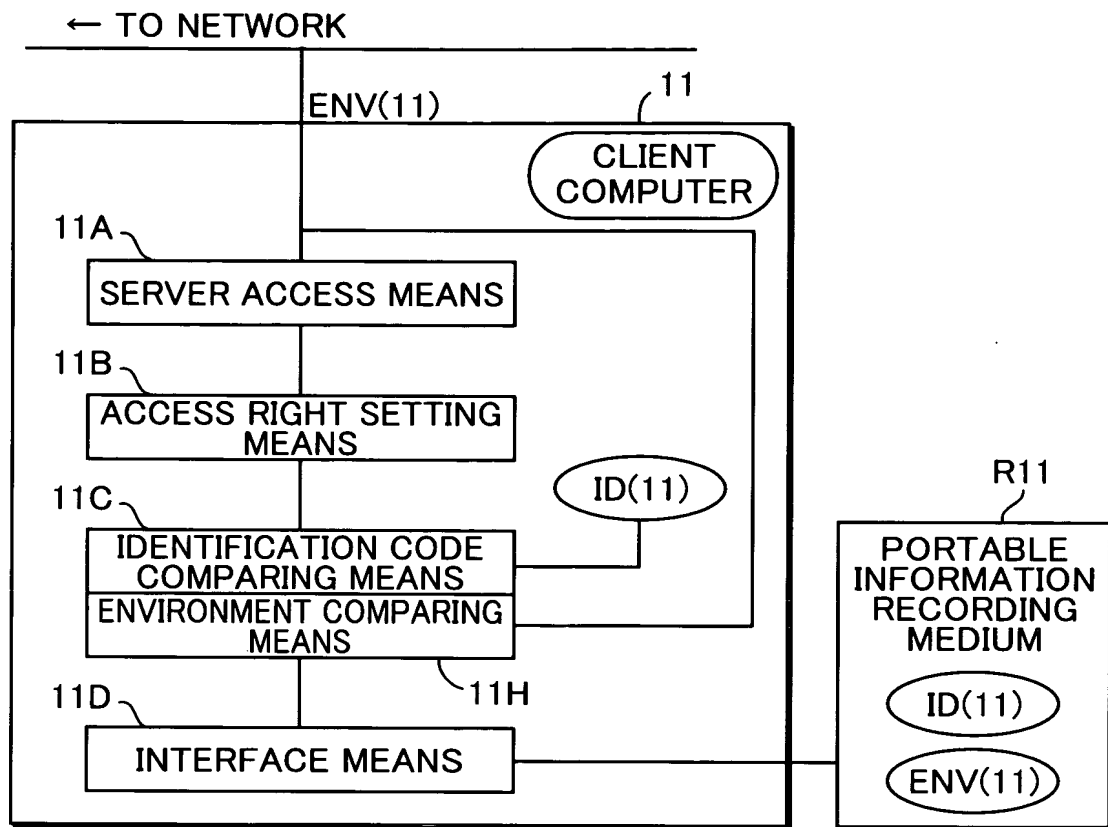 ← TO NETWORK
ENV(11)
11
CLIENT
COMPUTER
11A
SERVER ACCESS MEANS
11B
ACCESS RIGHT SETTING
MEANS
11C
ID(11)
IDENTIFICATION CODE
COMPARING MEANS
ENVIRONMENT COMPARING
MEANS
11H
11D
INTERFACE MEANS
R11
PORTABLE
INFORMATION
RECORDING
MEDIUM
ID(11)
ENV(11)